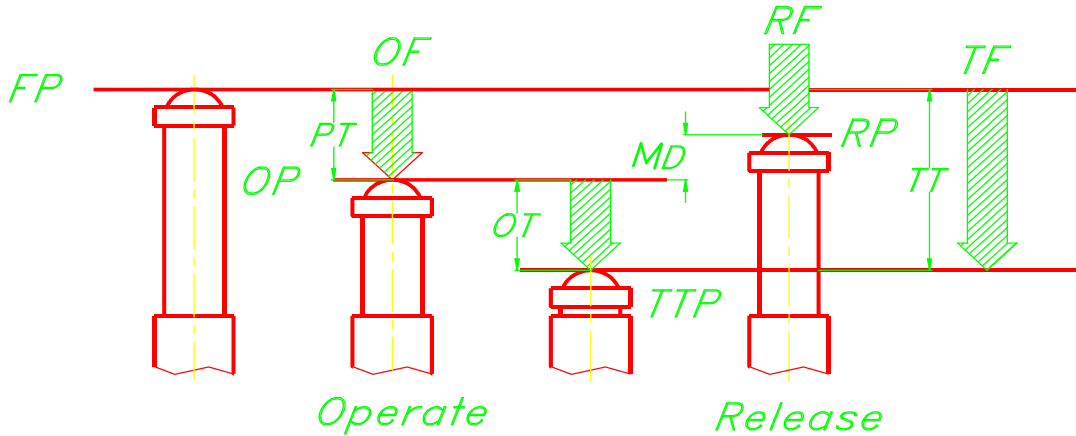 RF
OF
TF
FP
PT
RP
MD
OP
TT
OT
TTP
Operate
Release